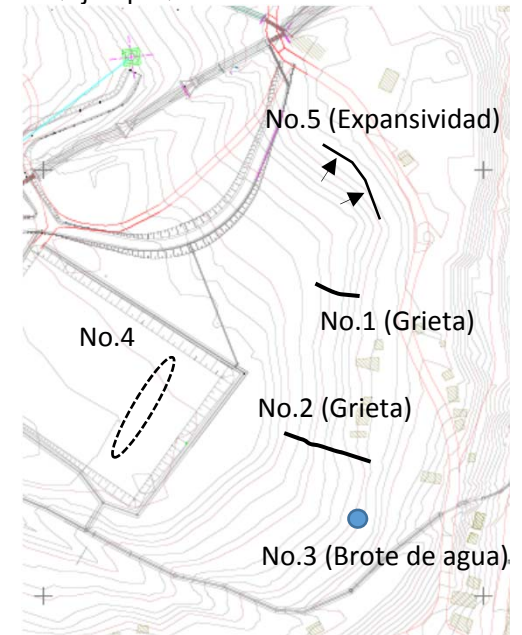 No.5 (Expansividad)
No.1 (Grieta)
No.4
No.2 (Grieta)
No.3 (Brote de agua)